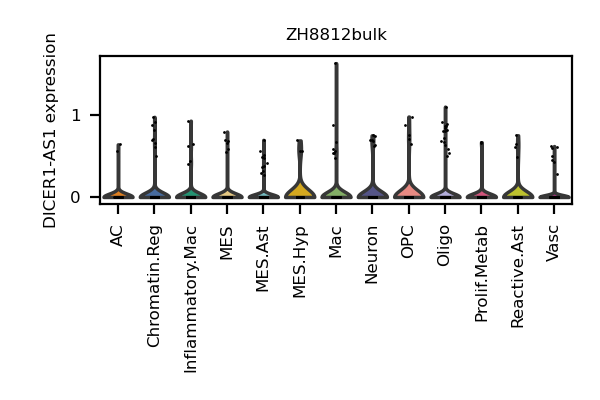 ZH8812bulk
DICER1-AS1 expression
1
0
AC
Chromatin.Reg
Inflammatory.Mac
MES
MES.Ast
MES.Hyp
Mac
Neuron
OPC
Oligo
Prolif.Metab
Reactive.Ast
Vasc